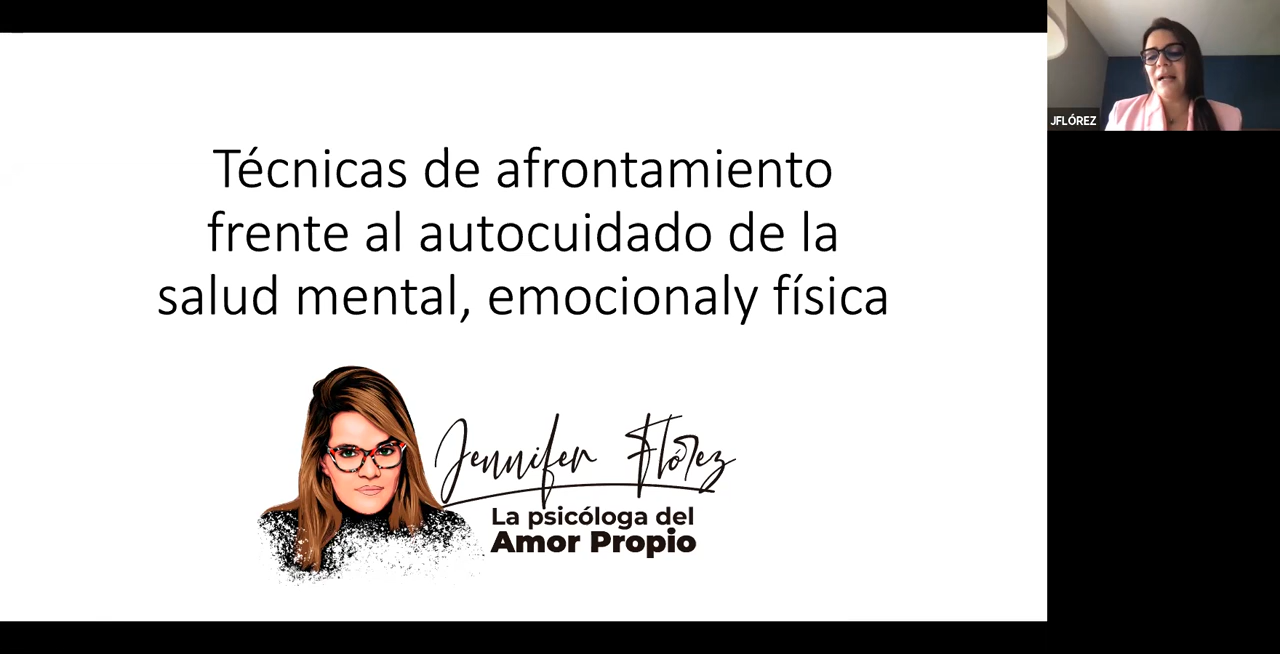 Técnicas de afrontamiento
frente al autocuidado de la
salud mental, emocionaly física
Jennifer Flórez
La psicóloga del
Amor Propio
JFLÓREZ